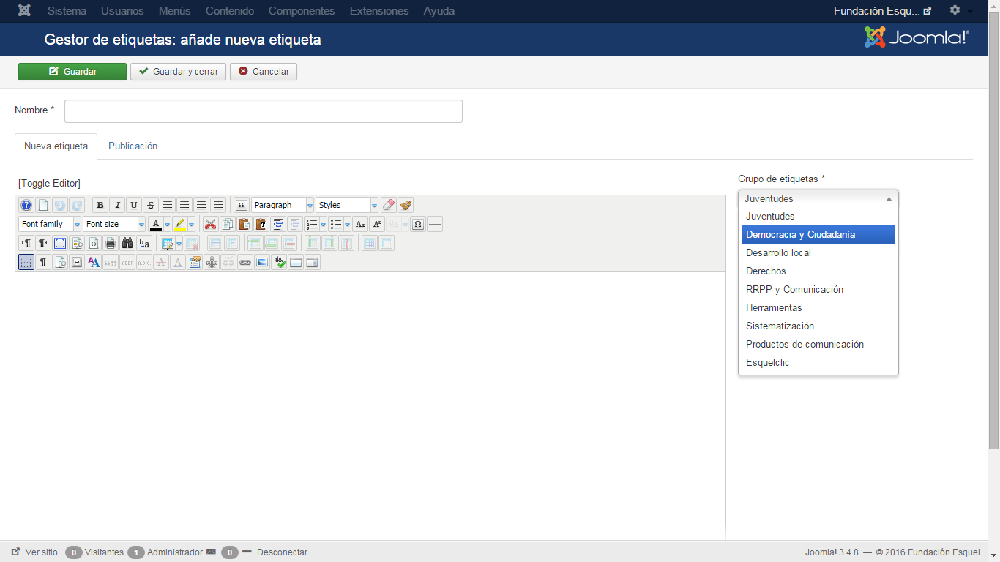 Sistema Usuarios Menús Contenido Componentes Extensiones Ayuda Fundación Esqu...
Gestor de etiquetas: añade nueva etiqueta Joomla!®
Guardar Guardar y cerrar Cancelar
Nombre *
Nueva etiqueta Publicación
[Toggle Editor]
Grupo de etiquetas *
Juventudes
Juventudes
Democracia y Ciudadanía
Desarrollo local
Derechos
RRPP y Comunicación
Herramientas
Sistematización
Productos de comunicación
Esquelclic
B I U S Paragraph Styles
Font family Font size A
Ver sitio 0 Visitantes 1 Administrador 0 Desconectar Joomla! 3.4.8 — © 2016 Fundación Esquel